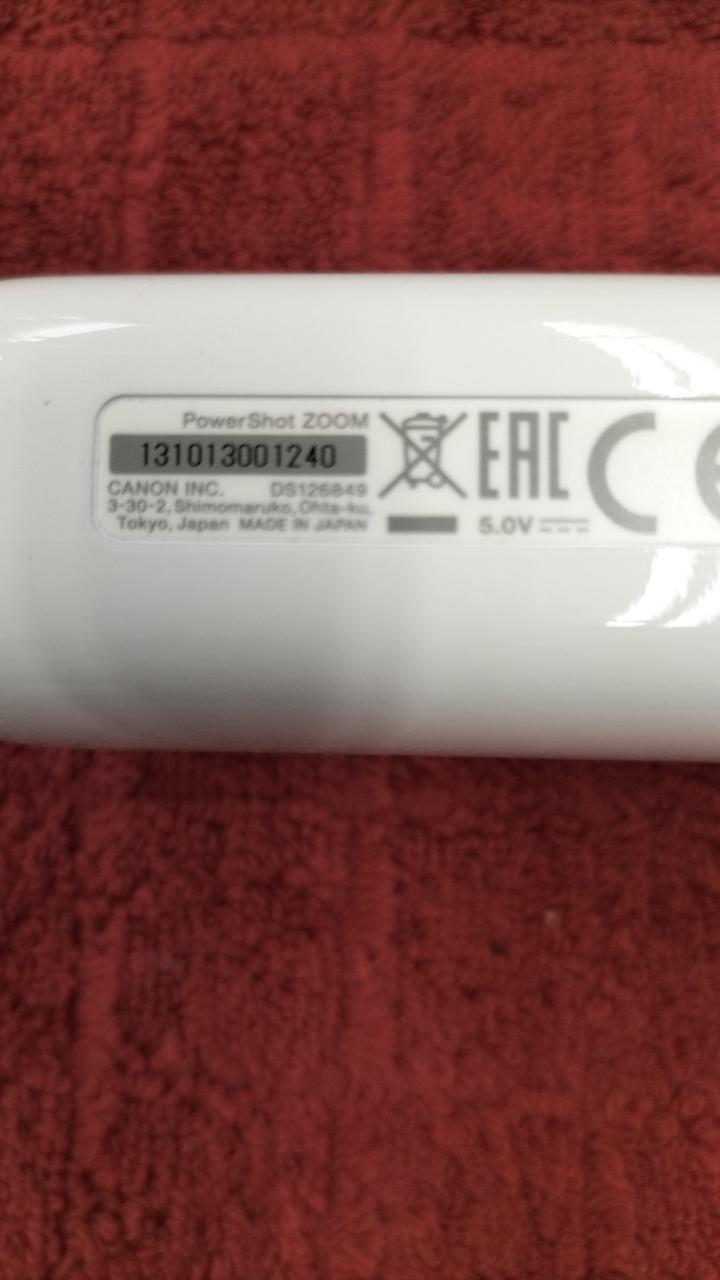 PowerShot ZOOM
131013001240
CANON INC. DS126849
3-30-2, Shimomaruko, Ohta-ku,
Tokyo, Japan MADE IN JAPAN
EAC
5.0V
CE